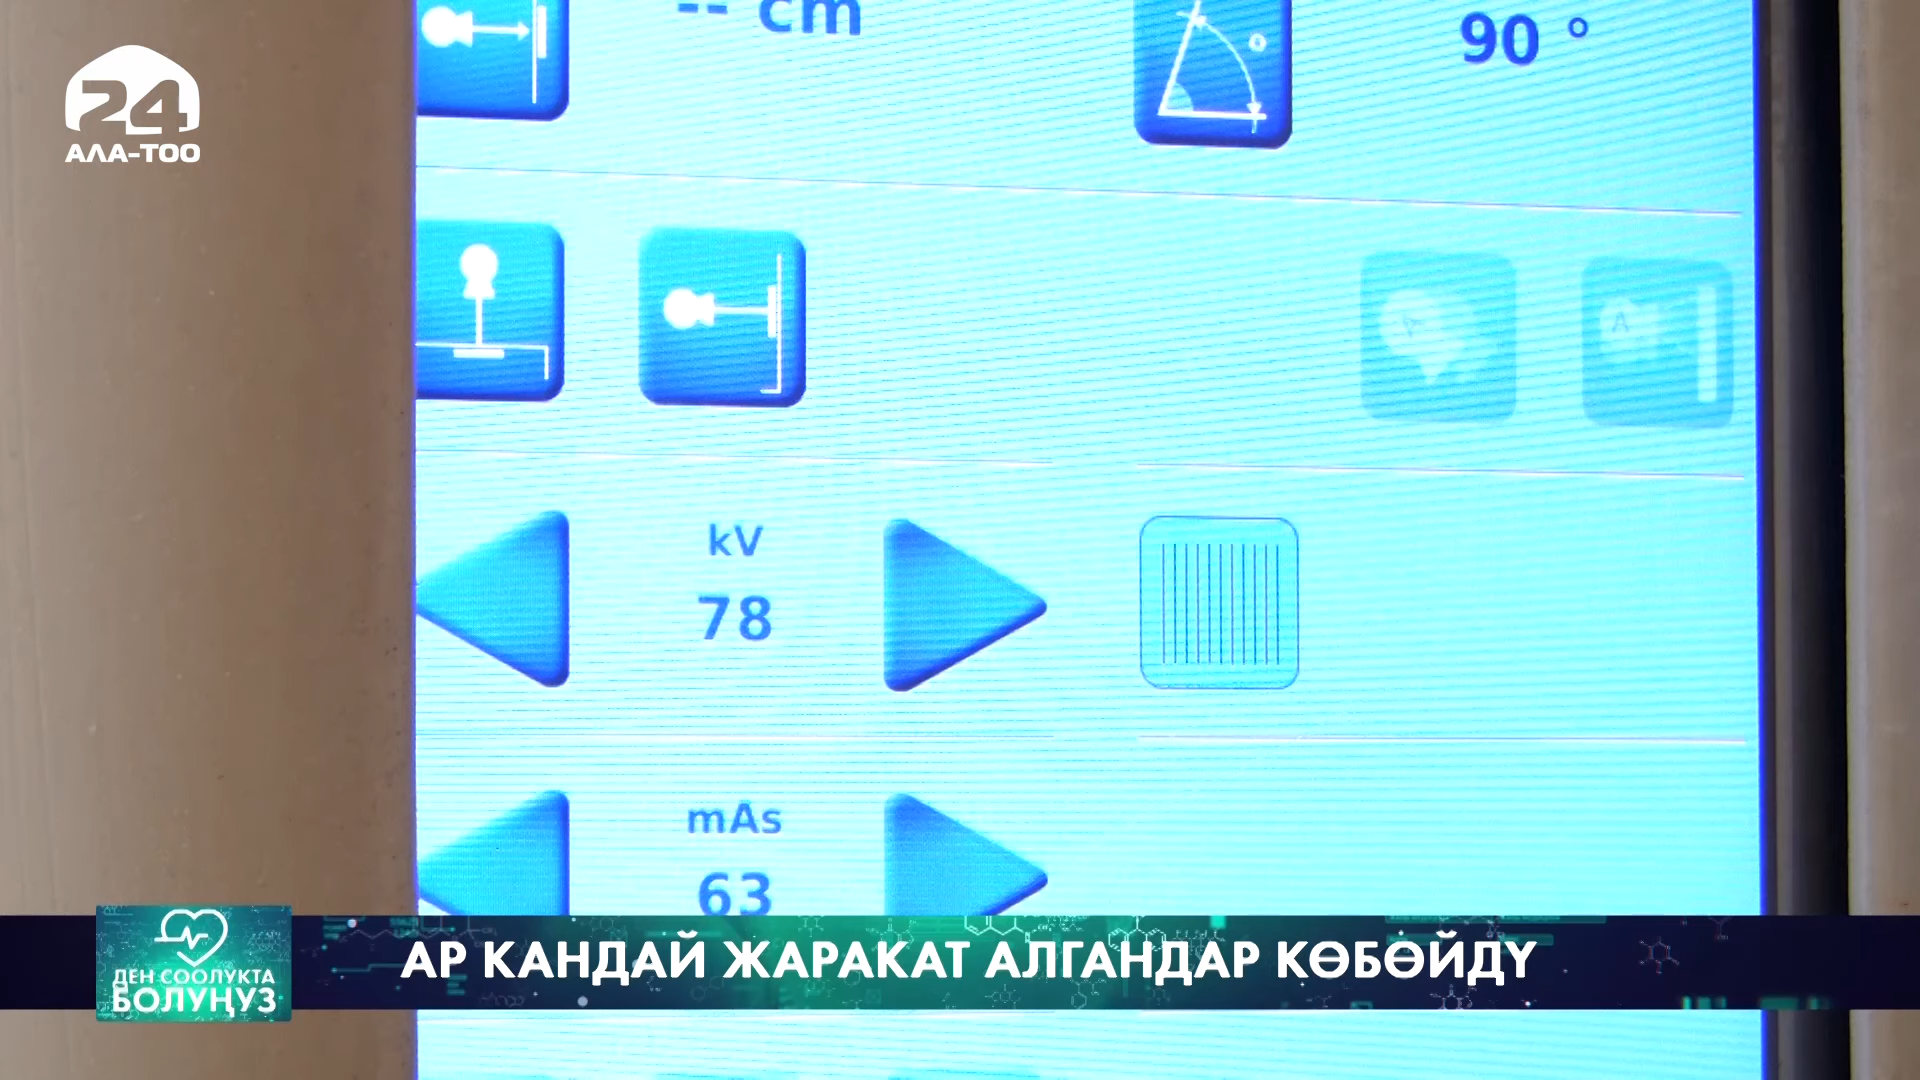 -- cm
90 °
24
АЛА-ТОО
A
A
kV
78
mAs
63
ДЕН СООЛУКТА
БОЛУҢУЗ
АР КАНДАЙ ЖАРАКАТ АЛГАНДАР КӨБӨЙДҮ